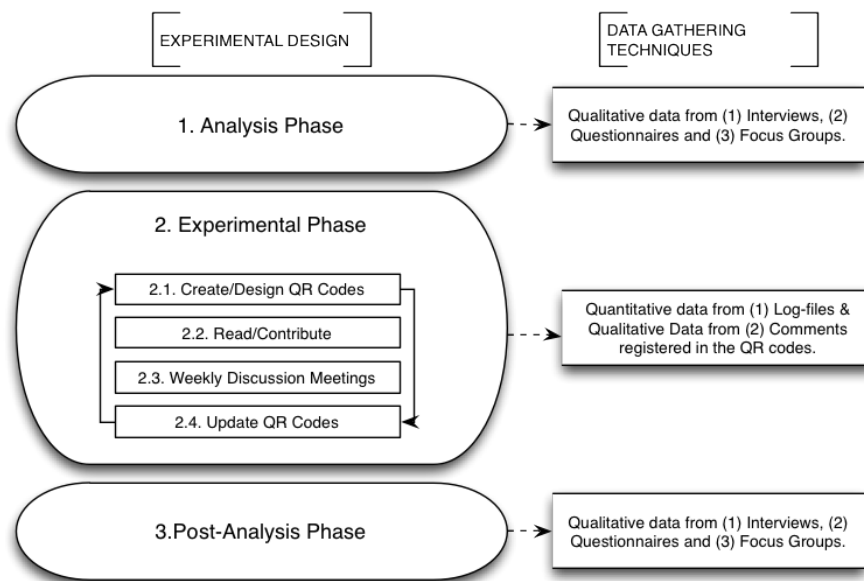 EXPERIMENTAL DESIGN
DATA GATHERING
TECHNIQUES
1. Analysis Phase
Qualitative data from (1) Interviews, (2)
Questionnaires and (3) Focus Groups.
2. Experimental Phase
2.1. Create/Design QR Codes
2.2. Read/Contribute
2.3. Weekly Discussion Meetings
2.4. Update QR Codes
Quantitative data from (1) Log-files &
Qualitative Data from (2) Comments
registered in the QR codes.
3.Post-Analysis Phase
Qualitative data from (1) Interviews, (2)
Questionnaires and (3) Focus Groups.